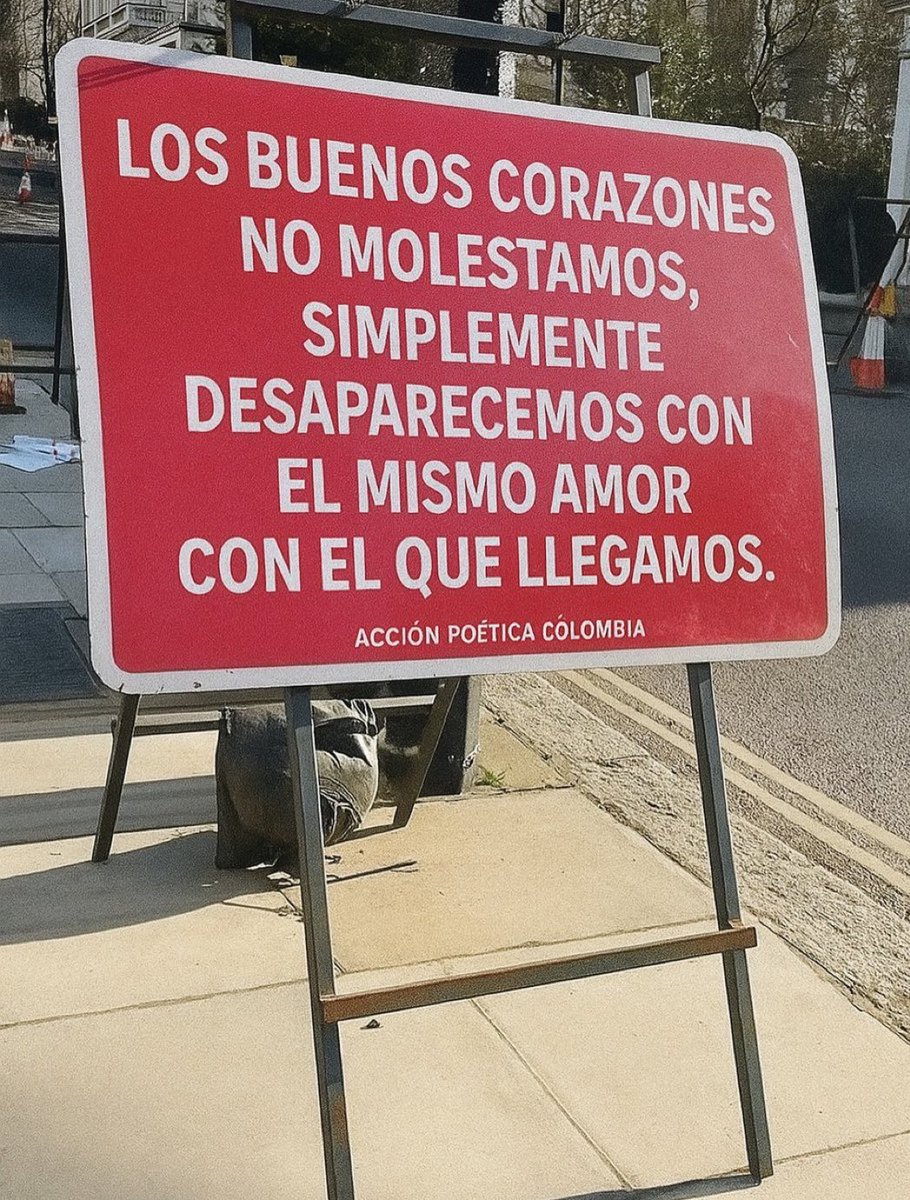 LOS BUENOS CORAZONES
NO MOLESTAMOS,
SIMPLEMENTE
DESAPARECEMOS CON
EL MISMO AMOR
CON EL QUE LLEGAMOS.
ACCIÓN POÉTICA CÓLOMBIA